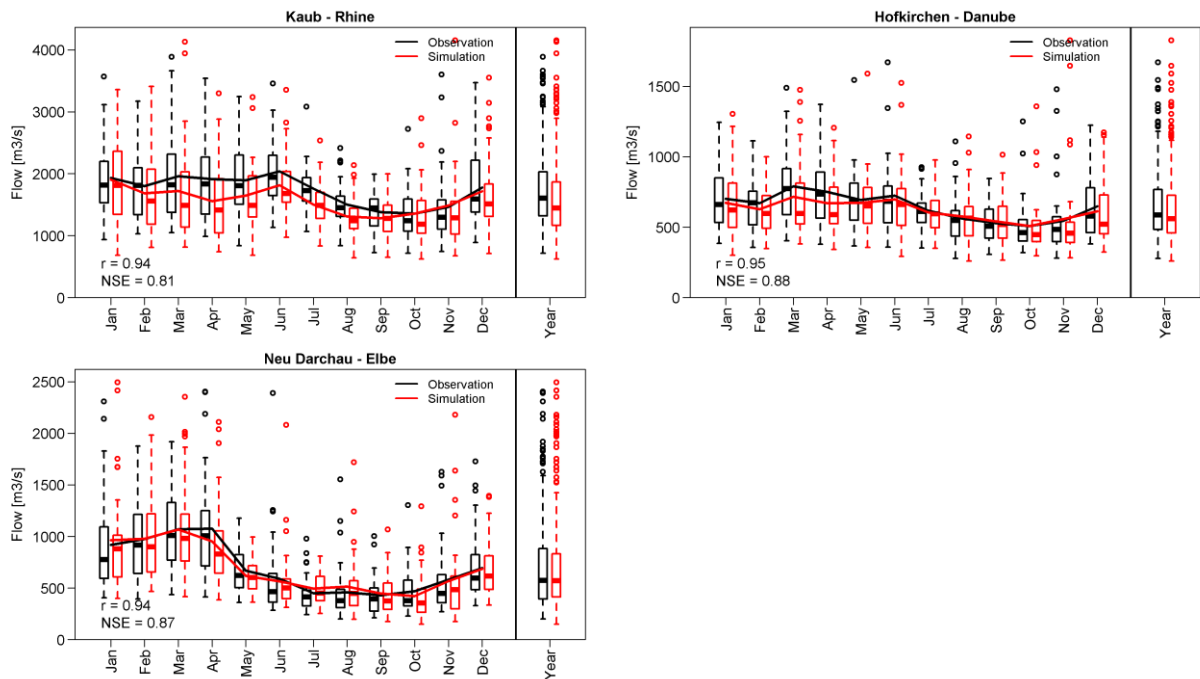 Kaub - Rhine
Flow [m3/s]
4000
3000
2000
1000
0
Observation
Simulation
r = 0.94
NSE = 0.81
Jan
Feb
Mar
Apr
May
Jun
Jul
Aug
Sep
Oct
Nov
Dec
Year
Hofkirchen - Danube
Flow [m3/s]
1500
1000
500
0
Observation
Simulation
r = 0.95
NSE = 0.88
Jan
Feb
Mar
Apr
May
Jun
Jul
Aug
Sep
Oct
Nov
Dec
Year
Neu Darchau - Elbe
Flow [m3/s]
2500
2000
1500
1000
500
0
Observation
Simulation
r = 0.94
NSE = 0.87
Jan
Feb
Mar
Apr
May
Jun
Jul
Aug
Sep
Oct
Nov
Dec
Year